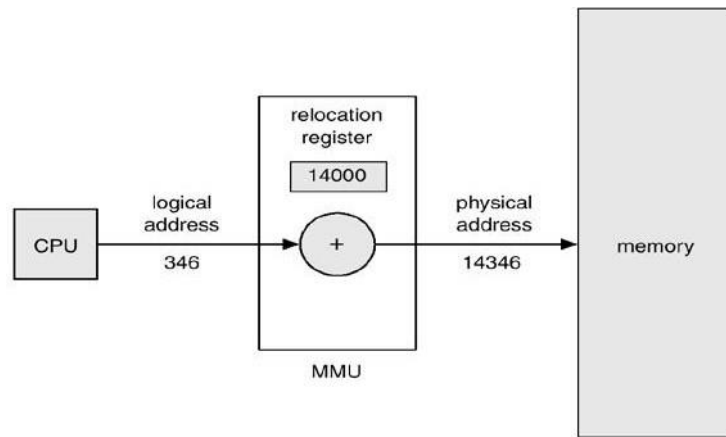 relocation
register
14000
logical
address
346
CPU
+
physical
address
14346
memory
MMU